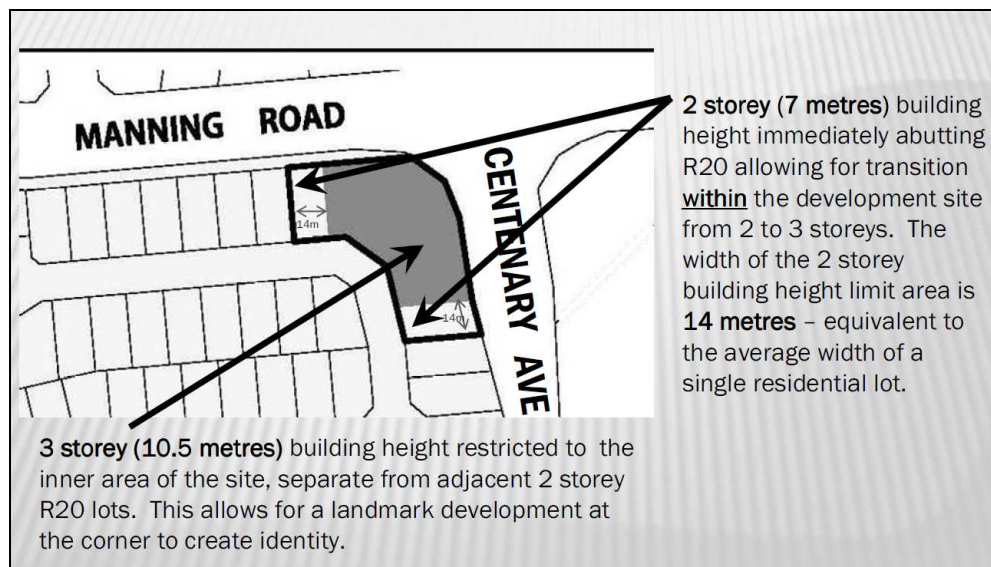 MANNING ROAD
CENTENARY AVE
14m
14m
2 storey (7 metres) building
height immediately abutting
R20 allowing for transition
within the development site
from 2 to 3 storeys. The
width of the 2 storey
building height limit area is
14 metres – equivalent to
the average width of a
single residential lot.
3 storey (10.5 metres) building height restricted to the
inner area of the site, separate from adjacent 2 storey
R20 lots. This allows for a landmark development at
the corner to create identity.